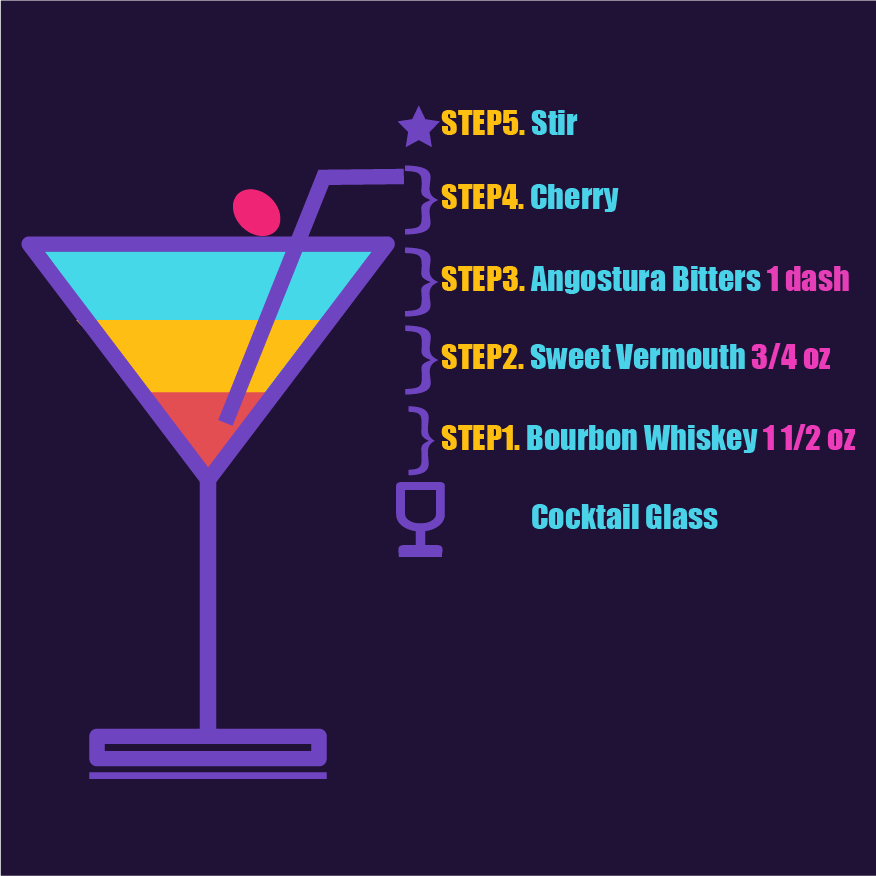 STEP5. Stir
STEP4. Cherry
STEP3. Angostura Bitters 1 dash
STEP2. Sweet Vermouth 3/4 oz
STEP1. Bourbon Whiskey 1 1/2 oz
Cocktail Glass